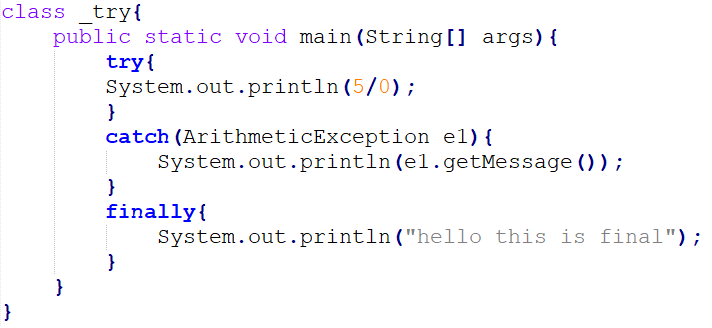 class _try{
    public static void main(String[] args){
        try{
        System.out.println(5/0);
        }
        catch(ArithmeticException e1){
            System.out.println(e1.getMessage());
        }
        finally{
            System.out.println("hello this is final");
        }
    }
}